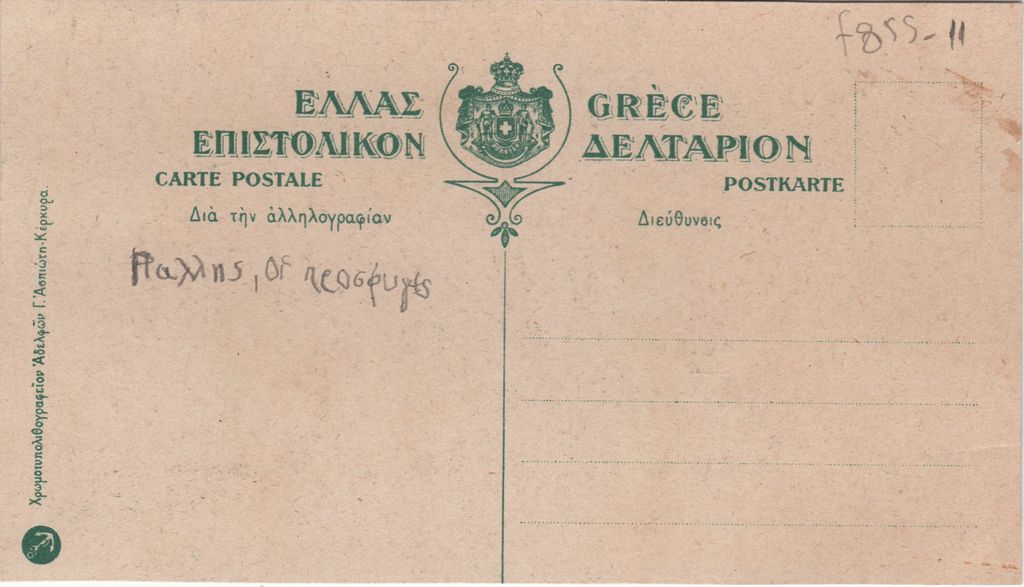 f855-11
ΕΛΛΑΣ GRÈCE
ΕΠΙΣΤΟΛΙΚΟΝ ΔΕΛΤΑΡΙΟΝ
CARTE POSTALE POSTKARTE
Διὰ τὴν ἀλληλογραφίαν Διεύθυνσις
Παλλης, οι προσφυγες
Χρωμοτυπολιθογραφεῖον Ἀδελφῶν Γ. Ἀσπιώτη-Κέρκυρα.